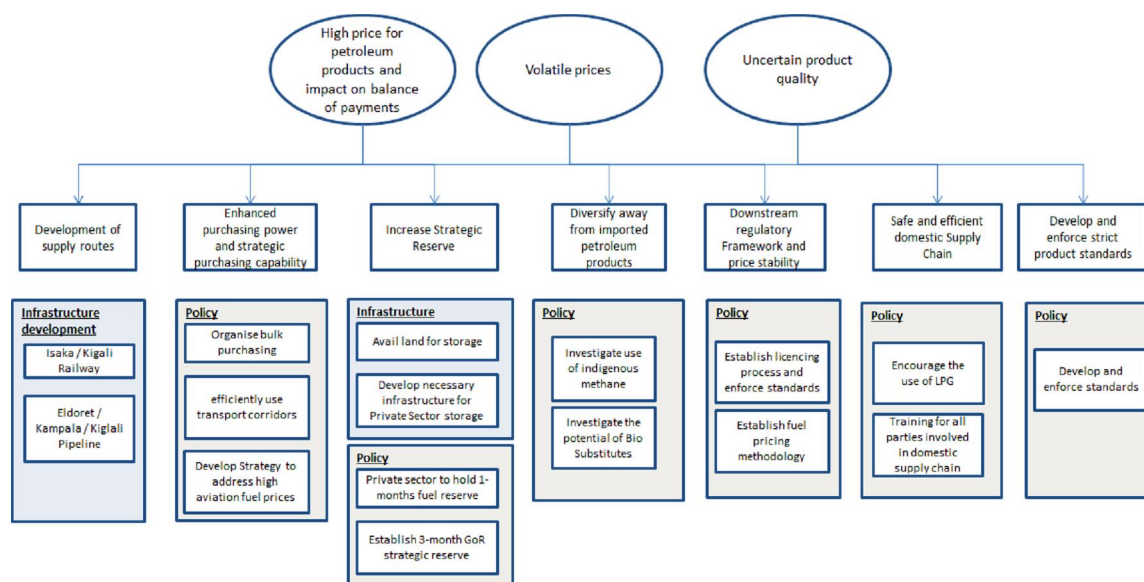 High price for
petroleum
products and
impact on balance
of payments
Volatile prices
Uncertain product
quality
Development of
supply routes
Enhanced
purchasing power
and strategic
purchasing capability
Increase Strategic
Reserve
Diversify away
from imported
petroleum
products
Downstream
regulatory
Framework and
price stability
Safe and efficient
domestic Supply
Chain
Develop and
enforce strict
product standards
Infrastructure
development
Isaka / Kigali
Railway
Eldoret /
Kampala / Kiglali
Pipeline
Policy
Organise bulk
purchasing
efficiently use
transport corridors
Develop Strategy to
address high
aviation fuel prices
Infrastructure
Avail land for storage
Develop necessary
infrastructure for
Private Sector storage
Policy
Private sector to hold 1-
months fuel reserve
Establish 3-month GoR
strategic reserve
Policy
Investigate use
of indigenous
methane
Investigate the
potential of Bio
Substitutes
Policy
Establish licencing
process and
enforce standards
Establish fuel
pricing
methodology
Policy
Encourage the
use of LPG
Training for all
parties involved
in domestic
supply chain
Policy
Develop and
enforce standards